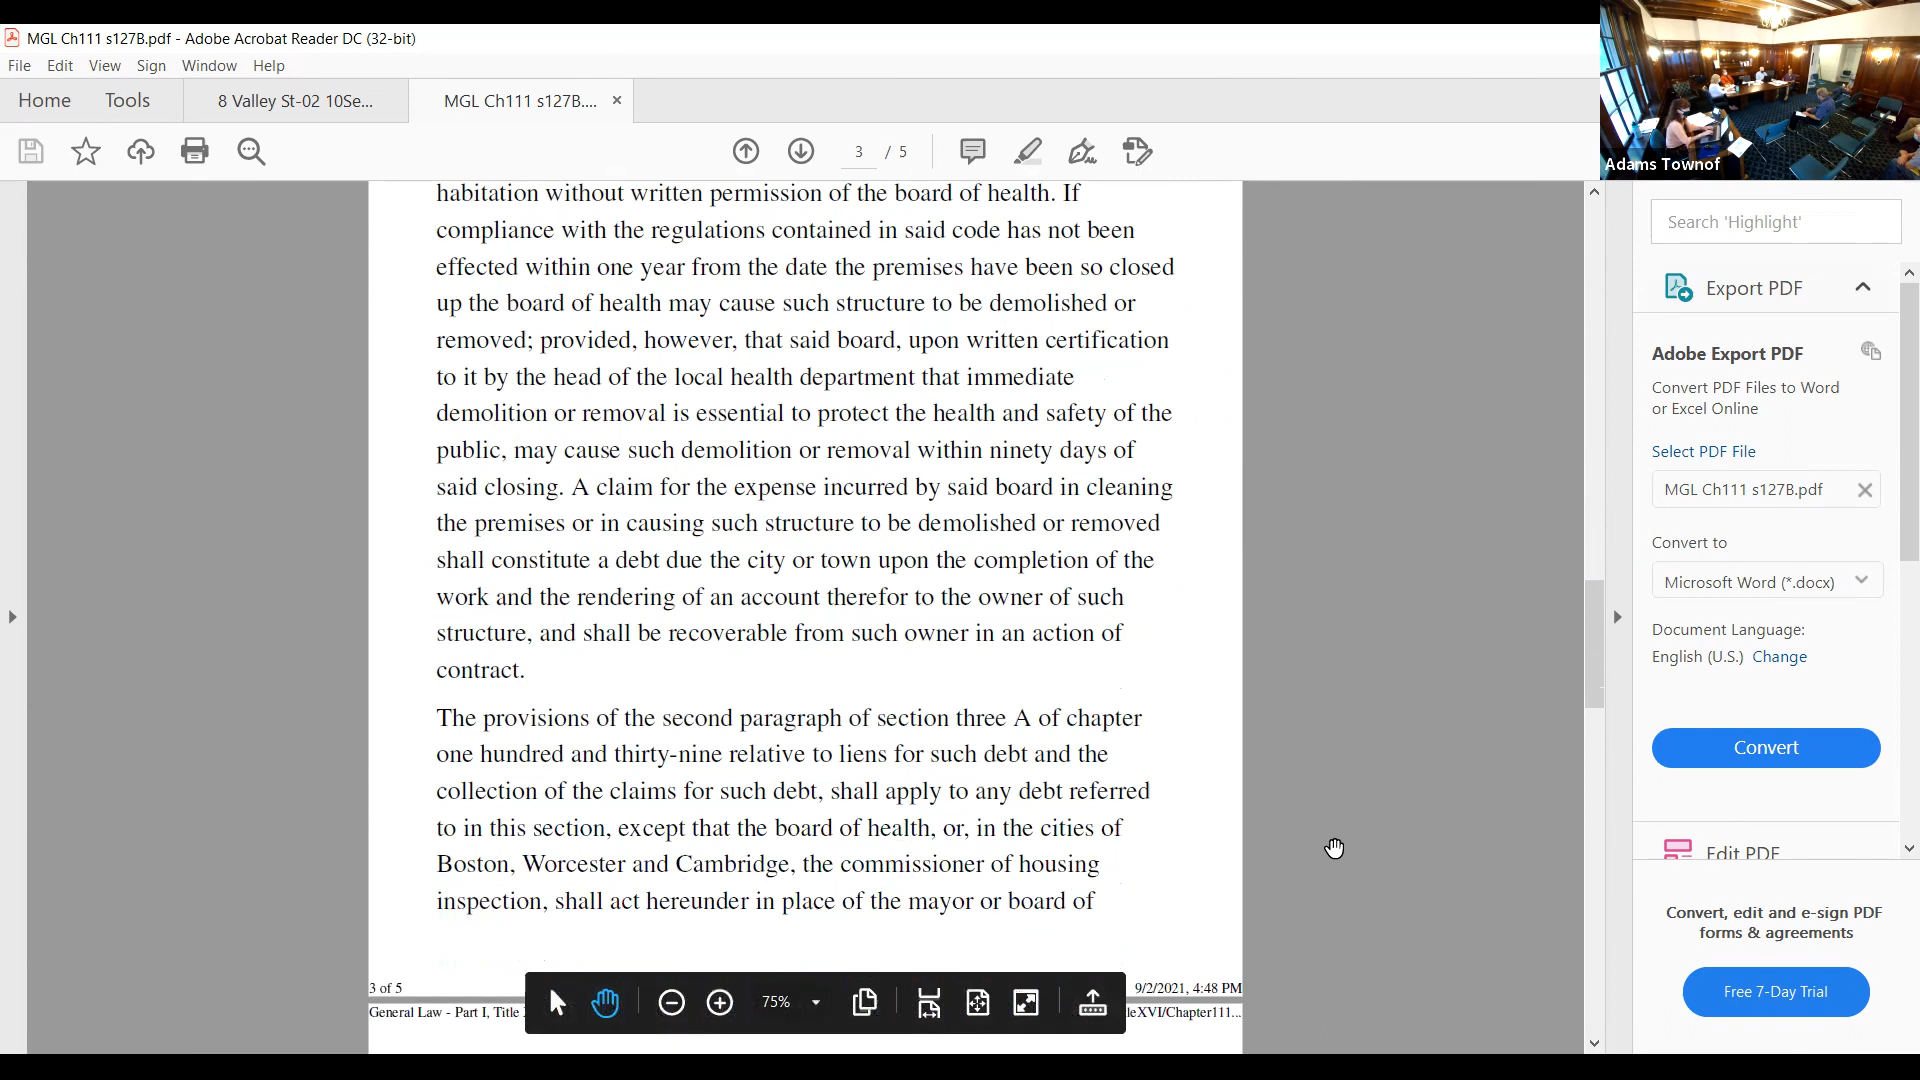 MGL Ch111 s127B.pdf - Adobe Acrobat Reader DC (32-bit)
File Edit View Sign Window Help
Home Tools 8 Valley St-02 10Se... MGL Ch111 s127B.... ×
3 / 5
Adams Townof
habitation without written permission of the board of health. If
compliance with the regulations contained in said code has not been
effected within one year from the date the premises have been so closed
up the board of health may cause such structure to be demolished or
removed; provided, however, that said board, upon written certification
to it by the head of the local health department that immediate
demolition or removal is essential to protect the health and safety of the
public, may cause such demolition or removal within ninety days of
said closing. A claim for the expense incurred by said board in cleaning
the premises or in causing such structure to be demolished or removed
shall constitute a debt due the city or town upon the completion of the
work and the rendering of an account therefor to the owner of such
structure, and shall be recoverable from such owner in an action of
contract.
The provisions of the second paragraph of section three A of chapter
one hundred and thirty-nine relative to liens for such debt and the
collection of the claims for such debt, shall apply to any debt referred
to in this section, except that the board of health, or, in the cities of
Boston, Worcester and Cambridge, the commissioner of housing
inspection, shall act hereunder in place of the mayor or board of
3 of 5
9/2/2021, 4:48 PM
General Law - Part I, Title
leXVI/Chapter111...
75%
Search 'Highlight'
Export PDF
Adobe Export PDF
Convert PDF Files to Word
or Excel Online
Select PDF File
MGL Ch111 s127B.pdf
Convert to
Microsoft Word (*.docx)
Document Language:
English (U.S.) Change
Convert
Edit PDF
Convert, edit and e-sign PDF
forms & agreements
Free 7-Day Trial